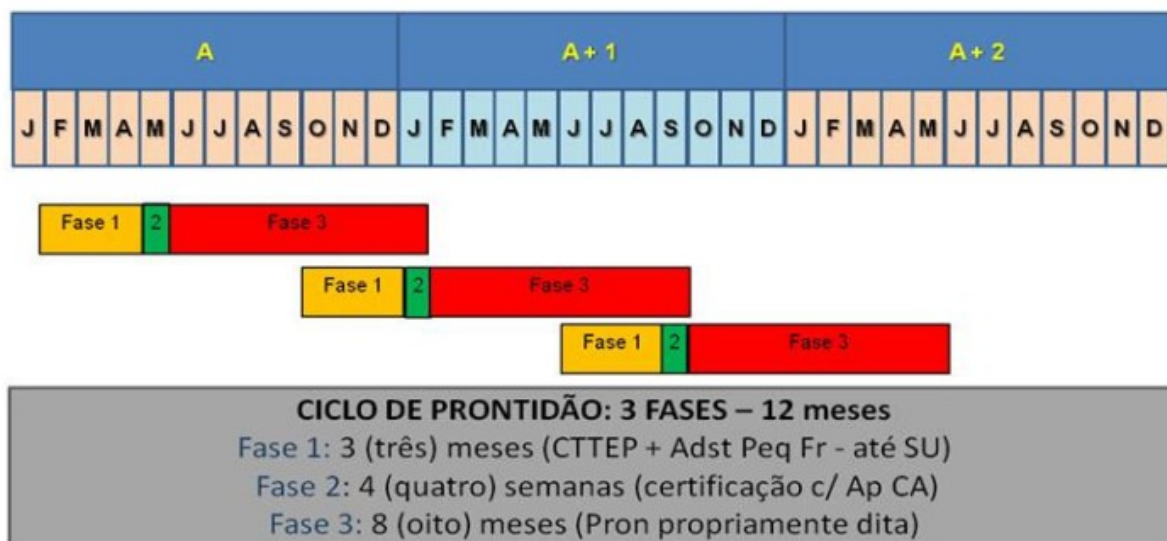 A A + 1 A + 2
J F M A M J J A S O N D J F M A M J J A S O N D J F M A M J J A S O N D
Fase 1 2 Fase 3
Fase 1 2 Fase 3
Fase 1 2 Fase 3
CICLO DE PRONTIDÃO: 3 FASES – 12 meses
Fase 1: 3 (três) meses (CTTEP + Adst Peq Fr - até SU)
Fase 2: 4 (quatro) semanas (certificação c/ Ap CA)
Fase 3: 8 (oito) meses (Pron propriamente dita)